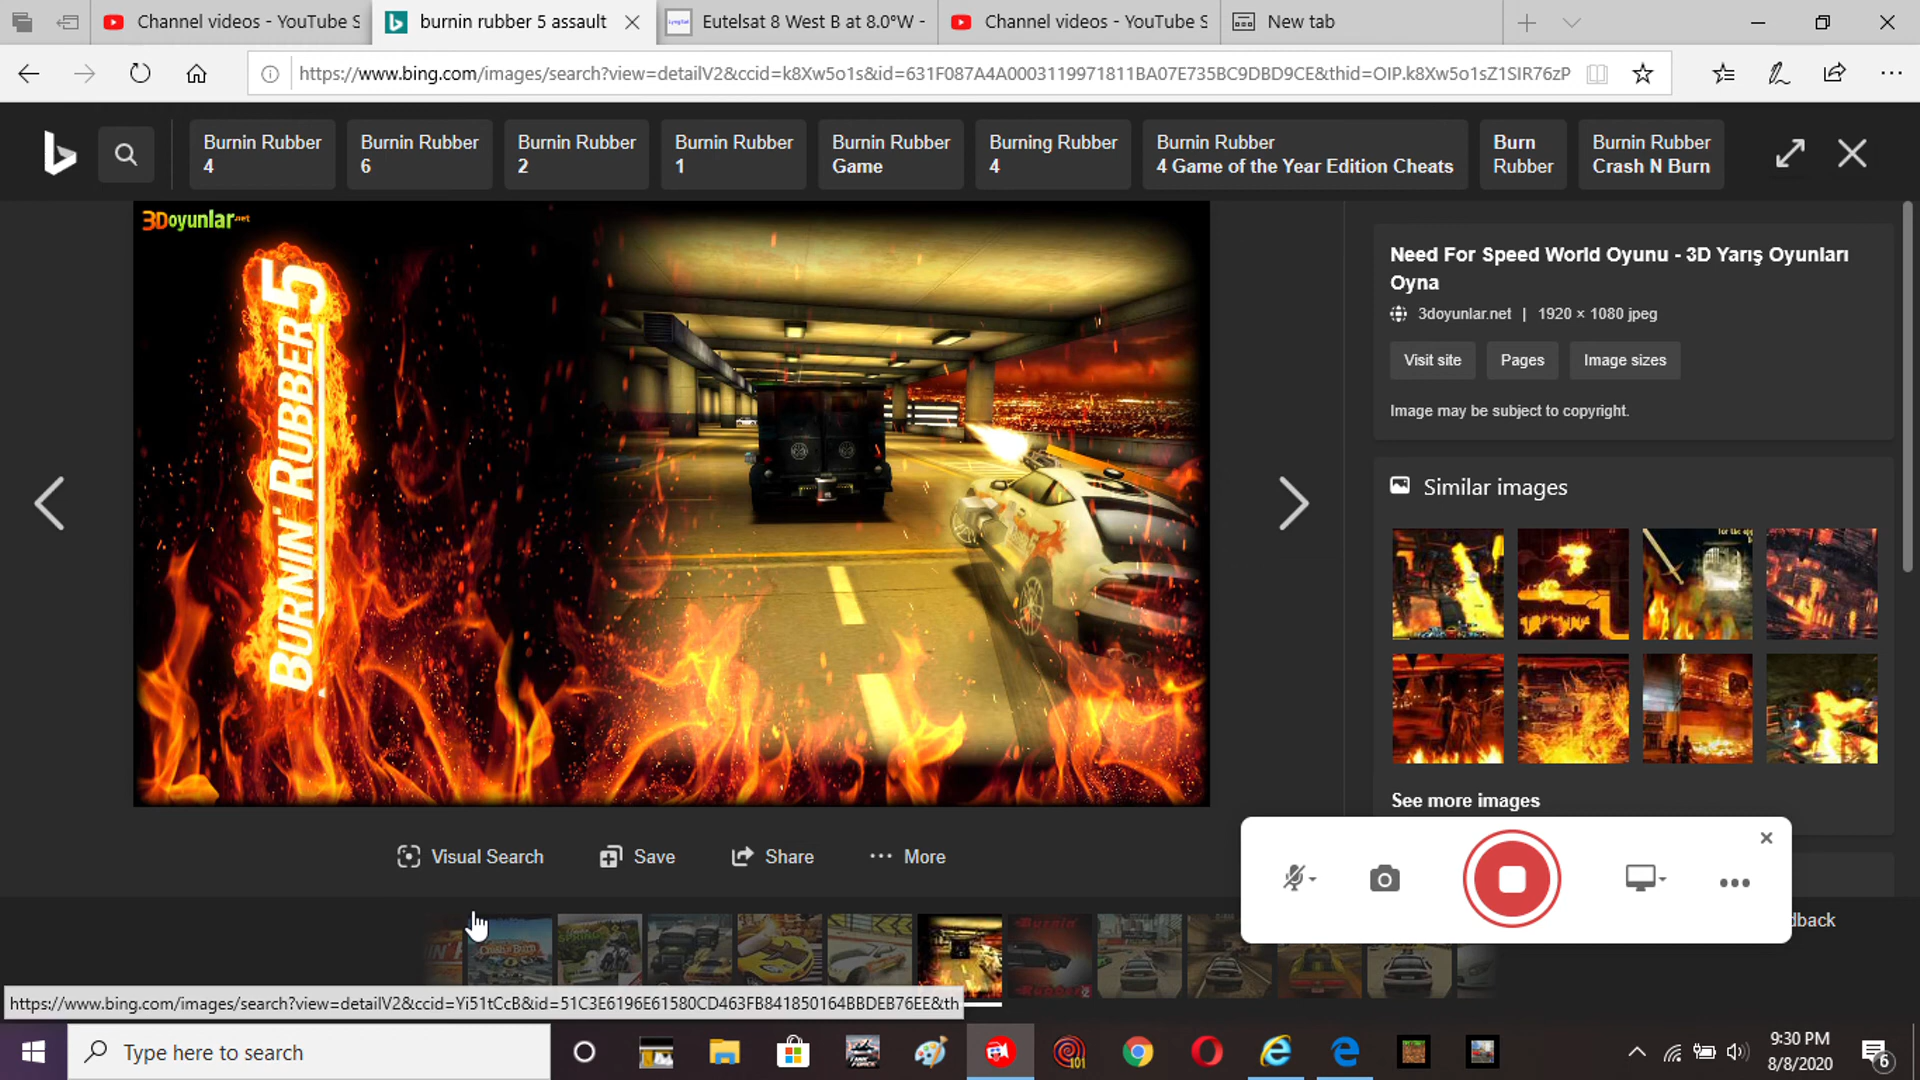 Channel videos - YouTube S
burnin rubber 5 assault
Eutelsat 8 West B at 8.0°W -
Channel videos - YouTube S
New tab
https://www.bing.com/images/search?view=detailV2&ccid=k8Xw5o1s&id=631F087A4A0003119971811BA07E735BC9DBD9CE&thid=OIP.k8Xw5o1sZ1SIR76zP
Burnin Rubber
4
Burnin Rubber
6
Burnin Rubber
2
Burnin Rubber
1
Burnin Rubber
Game
Burning Rubber
4
Burnin Rubber
4 Game of the Year Edition Cheats
Burn
Rubber
Burnin Rubber
Crash N Burn
3Doyunlar.net
BURNIN' RUBBER 5
Need For Speed World Oyunu - 3D Yarış Oyunları
Oyna
3doyunlar.net | 1920 × 1080 jpeg
Visit site
Pages
Image sizes
Image may be subject to copyright.
Similar images
See more images
Visual Search
Save
Share
More
dback
https://www.bing.com/images/search?view=detailV2&ccid=Yi51tCcB&id=51C3E6196E61580CD463FB841850164BBDEB76EE&th
Type here to search
101
9:30 PM
8/8/2020
6